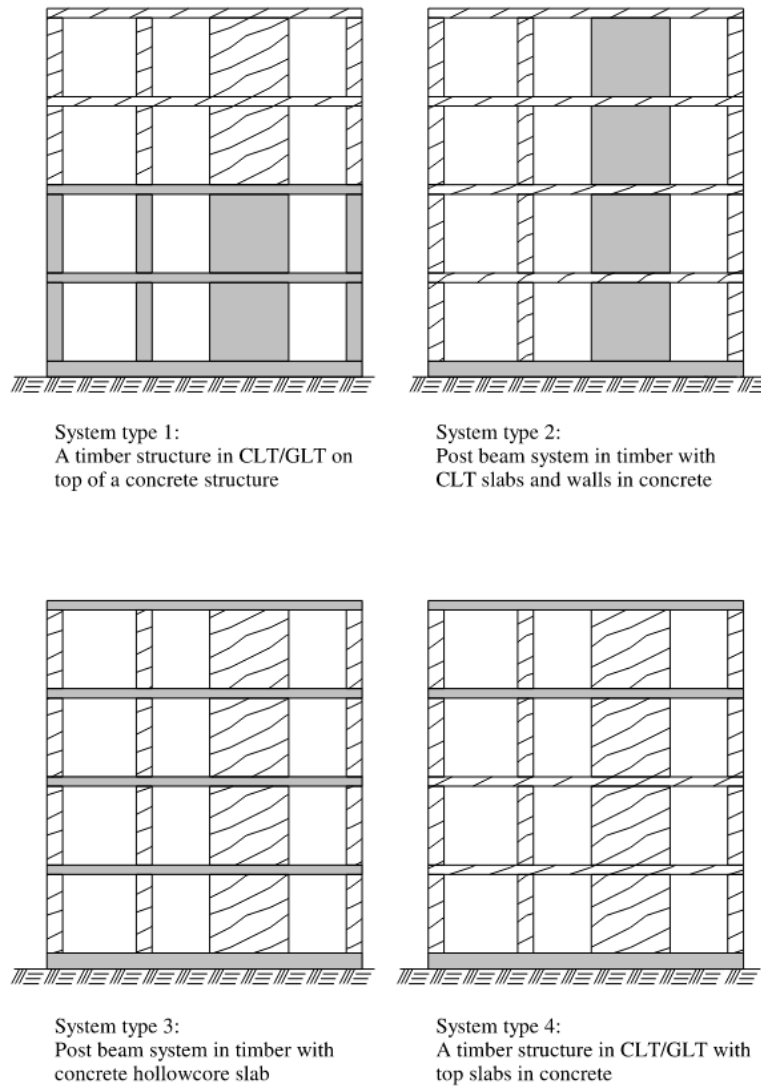 System type 1:
A timber structure in CLT/GLT on
top of a concrete structure
System type 2:
Post beam system in timber with
CLT slabs and walls in concrete
System type 3:
Post beam system in timber with
concrete hollowcore slab
System type 4:
A timber structure in CLT/GLT with
top slabs in concrete